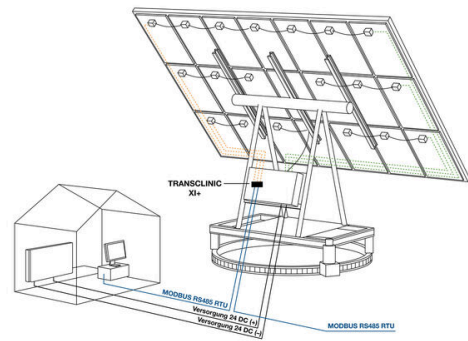 TRANSCLINIC
XI+
MODBUS RS485 RTU
Versorgung 24 DC (+)
Versorgung 24 DC (–)
MODBUS RS485 RTU